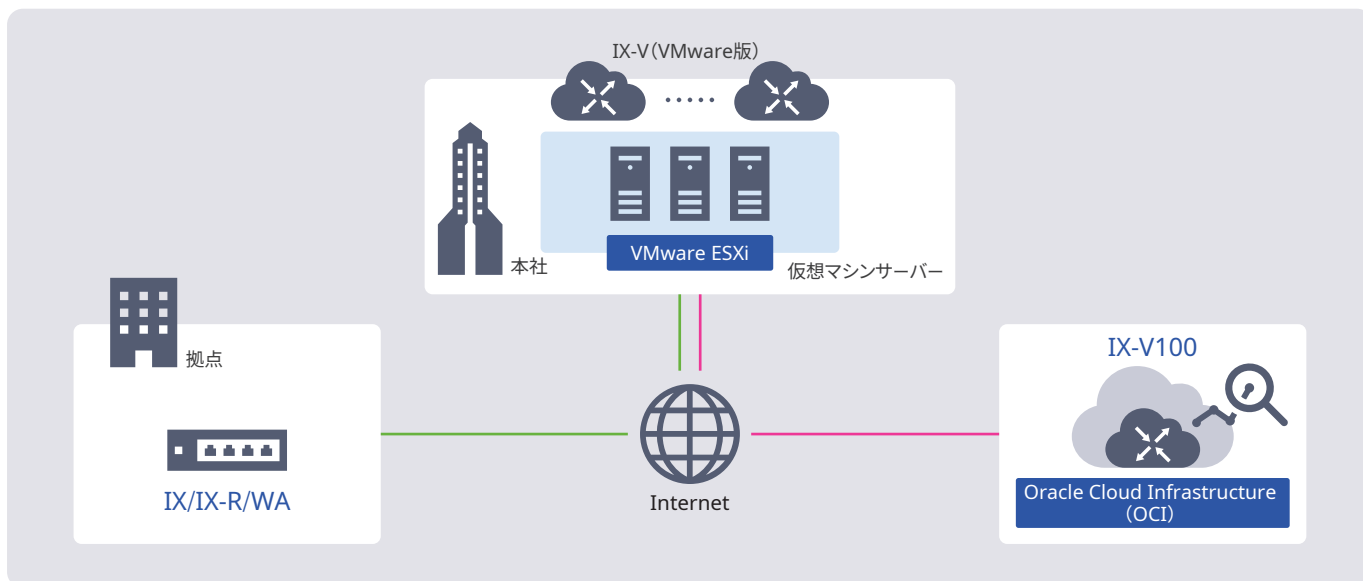 IX-V（VMware版）
VMware ESXi
本社
仮想マシンサーバー
拠点
IX/IX-R/WA
Internet
IX-V100
Oracle Cloud Infrastructure
（OCI）